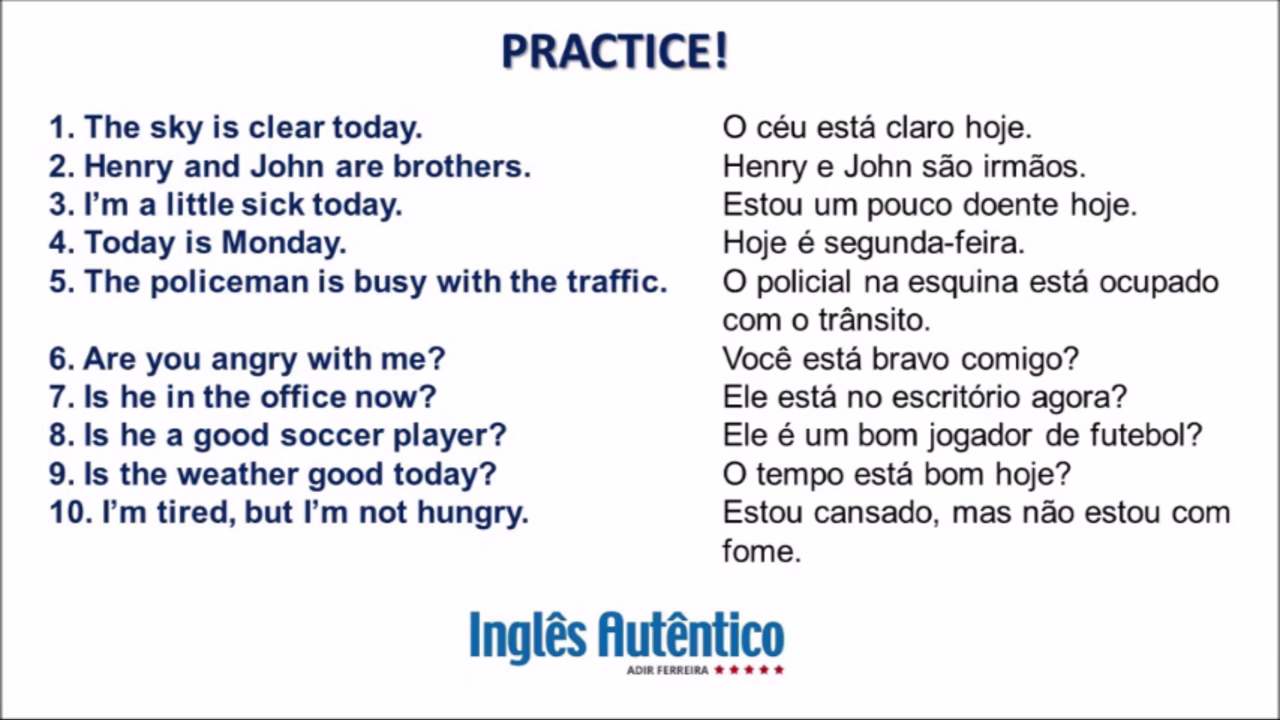 PRACTICE!
1. The sky is clear today.
O céu está claro hoje.
2. Henry and John are brothers.
Henry e John são irmãos.
3. I’m a little sick today.
Estou um pouco doente hoje.
4. Today is Monday.
Hoje é segunda-feira.
5. The policeman is busy with the traffic.
O policial na esquina está ocupado
com o trânsito.
6. Are you angry with me?
Você está bravo comigo?
7. Is he in the office now?
Ele está no escritório agora?
8. Is he a good soccer player?
Ele é um bom jogador de futebol?
9. Is the weather good today?
O tempo está bom hoje?
10. I’m tired, but I’m not hungry.
Estou cansado, mas não estou com
fome.
Inglês Autêntico
ADIR FERREIRA